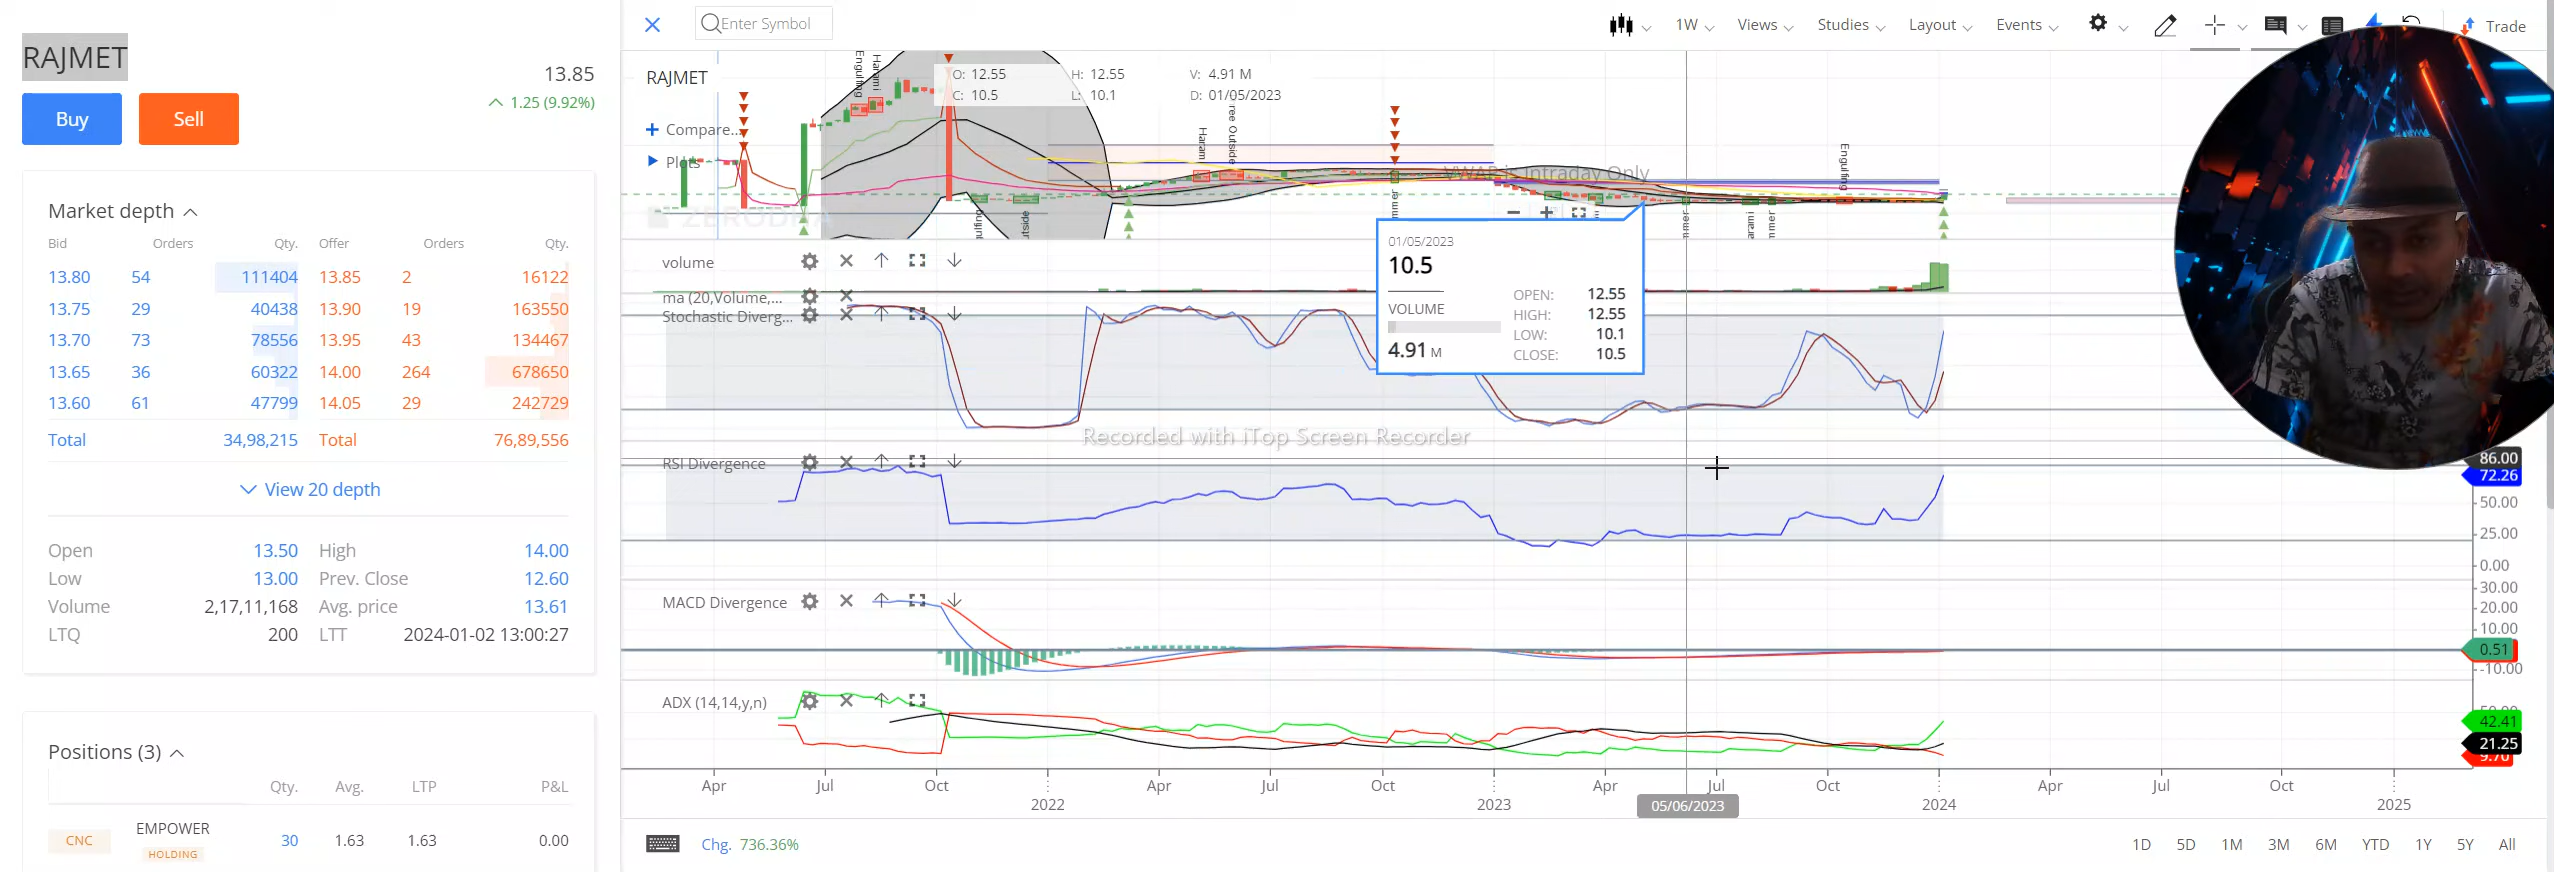 RAJMET
13.85
1.25 (9.92%)
Buy
Sell
Market depth
Bid Orders Qty. Offer Orders Qty.
13.80 54 111404 13.85 2 16122
13.75 29 40438 13.90 19 163550
13.70 73 78556 13.95 43 134467
13.65 36 60322 14.00 264 678650
13.60 61 47799 14.05 29 242729
Total 34,98,215 Total 76,89,556
View 20 depth
Open 13.50 High 14.00
Low 13.00 Prev. Close 12.60
Volume 2,17,11,168 Avg. price 13.61
LTQ 200 LTT 2024-01-02 13:00:27
Positions (3)
Qty. Avg. LTP P&L
CNC EMPOWER 30 1.63 1.63 0.00
HOLDING
Enter Symbol
1W Views Studies Layout Events Trade
RAJMET
O: 12.55 H: 12.55 V: 4.91 M
C: 10.5 L: 10.1 D: 01/05/2023
Compare...
Plots
Engulfing
Harami
Haram
ree Outside
Engulfing
utside
VWAP is Intraday Only
ZERODHA
01/05/2023
10.5
VOLUME
4.91 M
OPEN: 12.55
HIGH: 12.55
LOW: 10.1
CLOSE: 10.5
volume
ma (20,Volume,...
Stochastic Diverg...
Recorded with iTop Screen Recorder
RSI Divergence
86.00
72.26
50.00
25.00
0.00
MACD Divergence
30.00
20.00
10.00
0.51
-10.00
ADX (14,14,y,n)
42.41
21.25
9.70
Apr Jul Oct 2022 Apr Jul Oct 2023 Apr Jul Oct 2024 Apr Jul Oct 2025
05/06/2023
Chg. 736.36%
1D 5D 1M 3M 6M YTD 1Y 5Y All